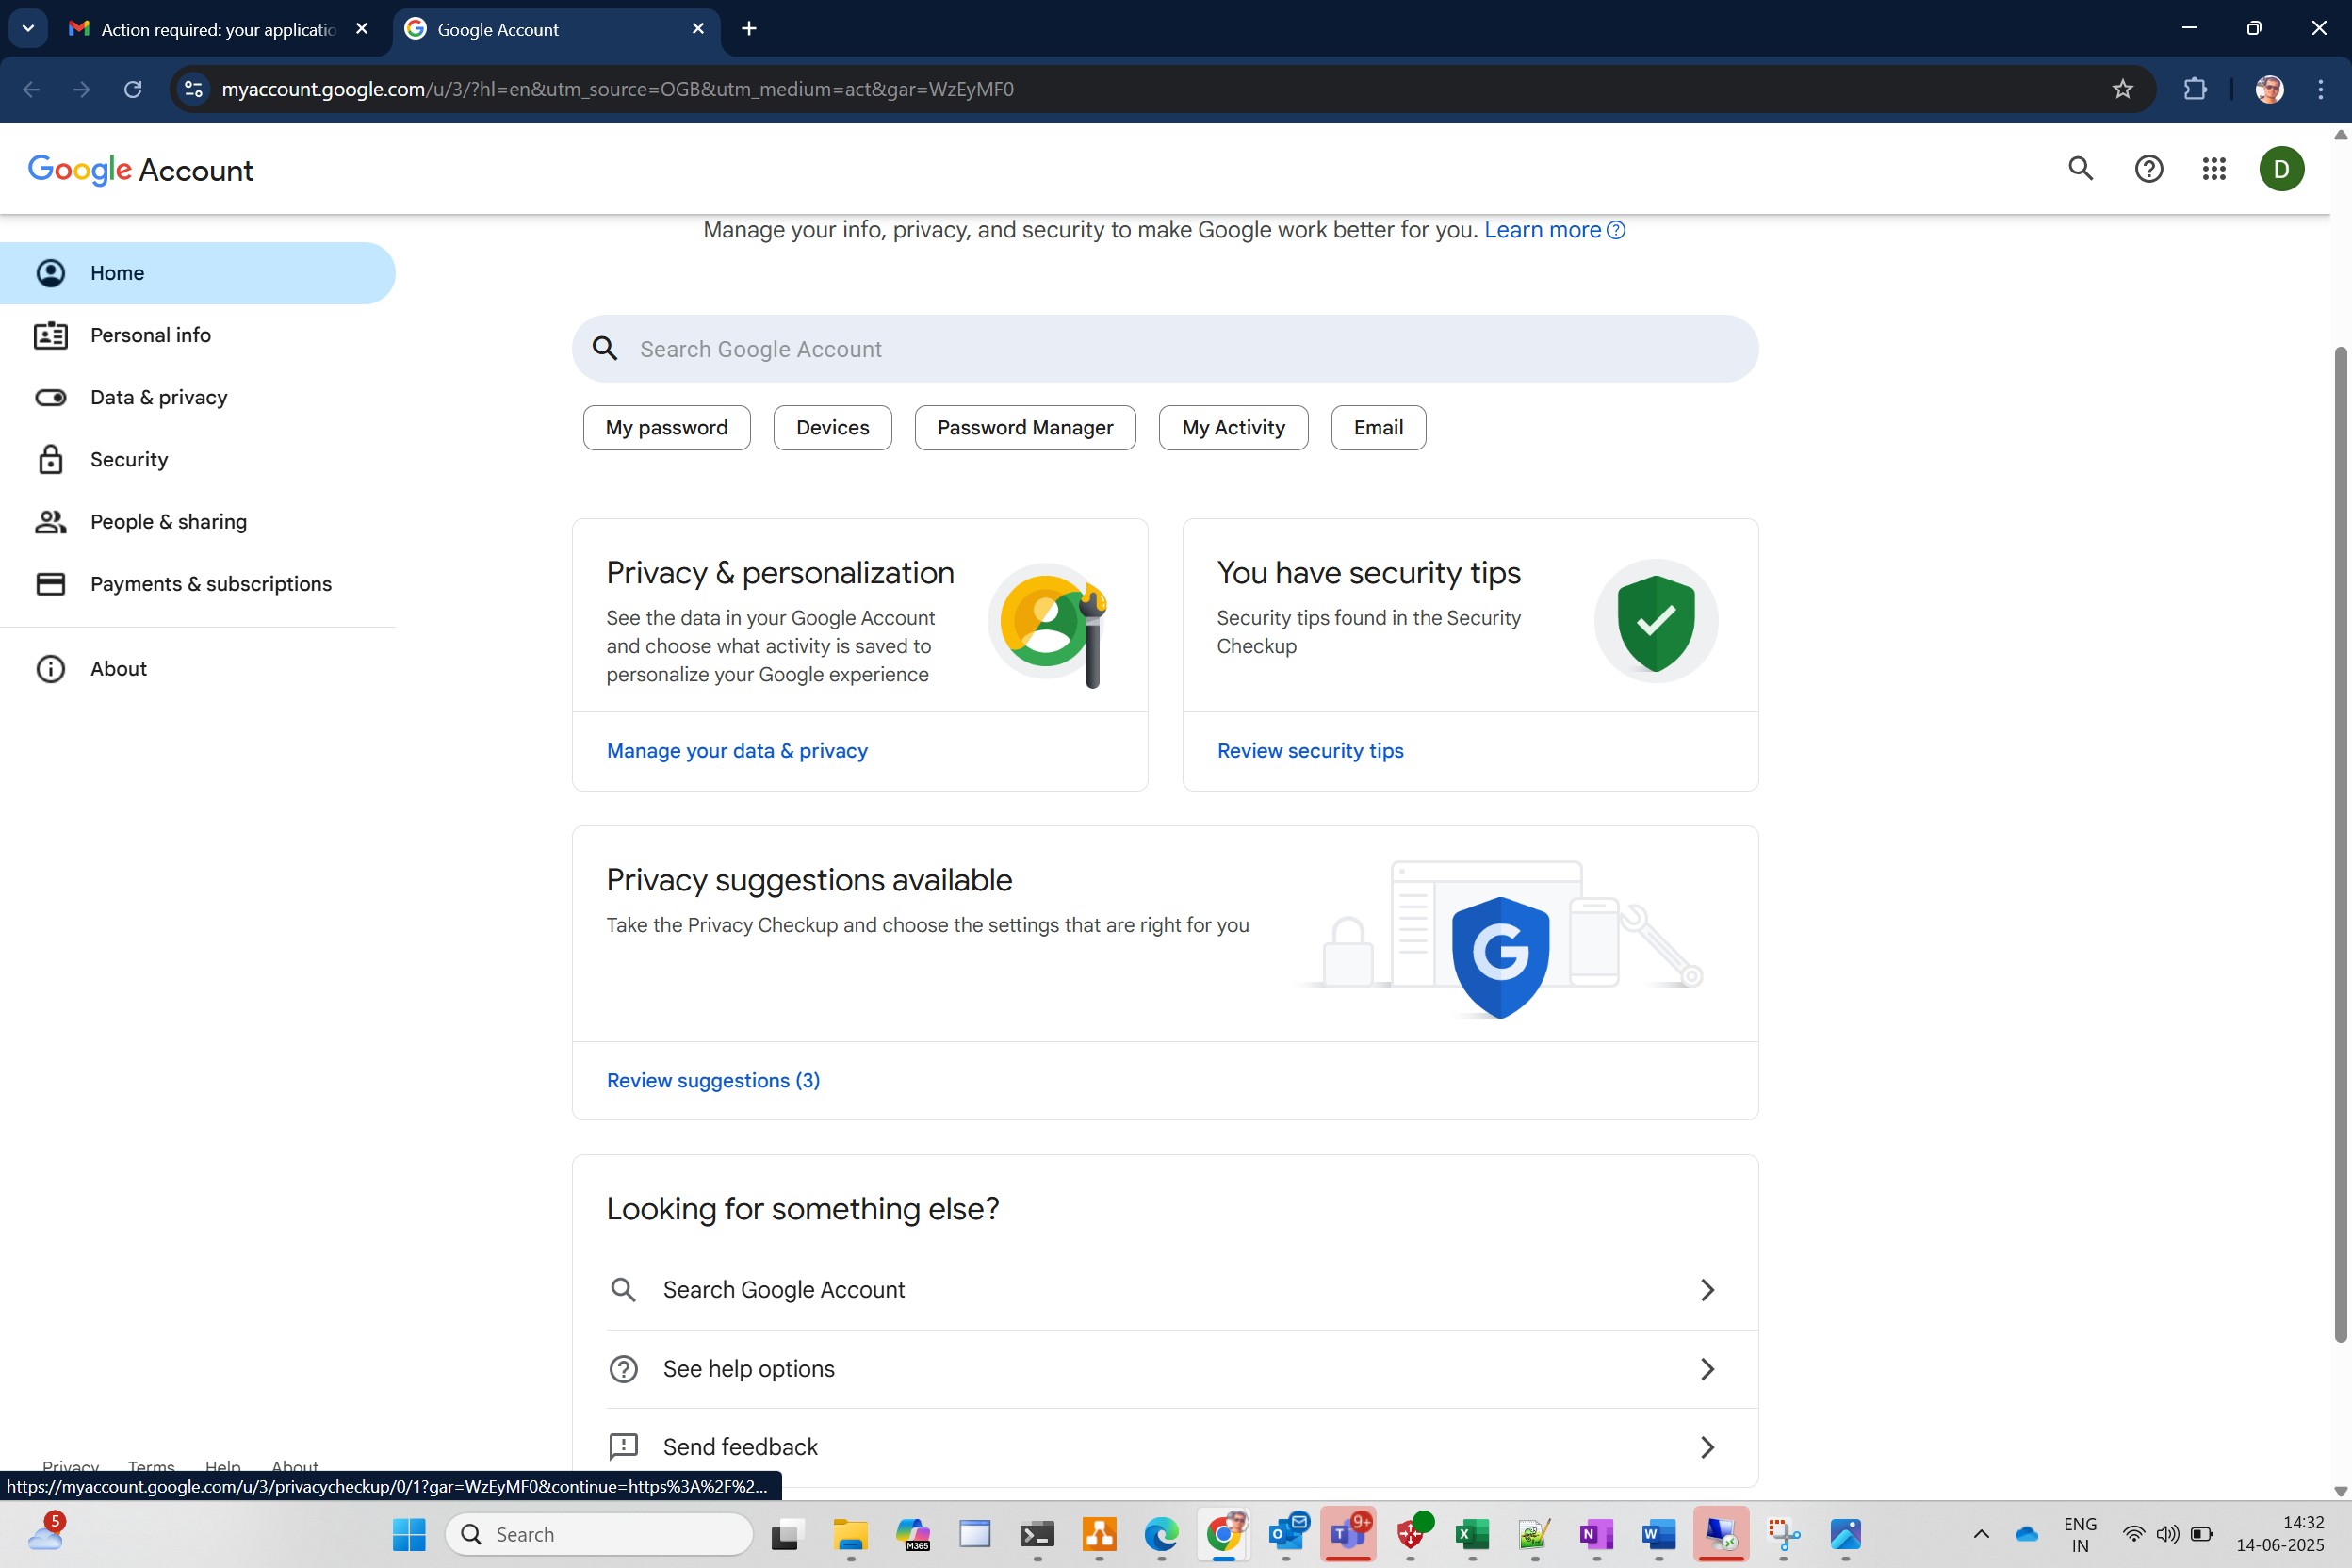 Action required: your applicatio
Google Account
myaccount.google.com/u/3/?hl=en&utm_source=OGB&utm_medium=act&gar=WzEyMF0
Google Account
D
Manage your info, privacy, and security to make Google work better for you. Learn more
Home
Personal info
Data & privacy
Security
People & sharing
Payments & subscriptions
About
Search Google Account
My password
Devices
Password Manager
My Activity
Email
Privacy & personalization
See the data in your Google Account
and choose what activity is saved to
personalize your Google experience
Manage your data & privacy
You have security tips
Security tips found in the Security
Checkup
Review security tips
Privacy suggestions available
Take the Privacy Checkup and choose the settings that are right for you
G
Review suggestions (3)
Looking for something else?
Search Google Account
See help options
Send feedback
Privacy Terms Help About
https://myaccount.google.com/u/3/privacycheckup/0/1?gar=WzEyMF0&continue=https%3A%2F%2...
5
Search
M365
9+
ENG
IN
14:32
14-06-2025